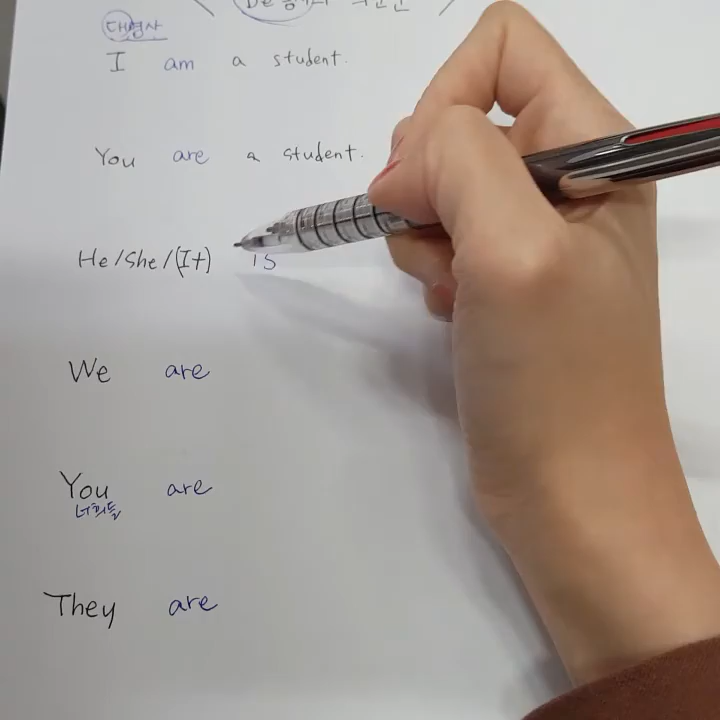 대명사
I am a student.
You are a student.
He/She/(It) is
We are
You are
너희들
They are